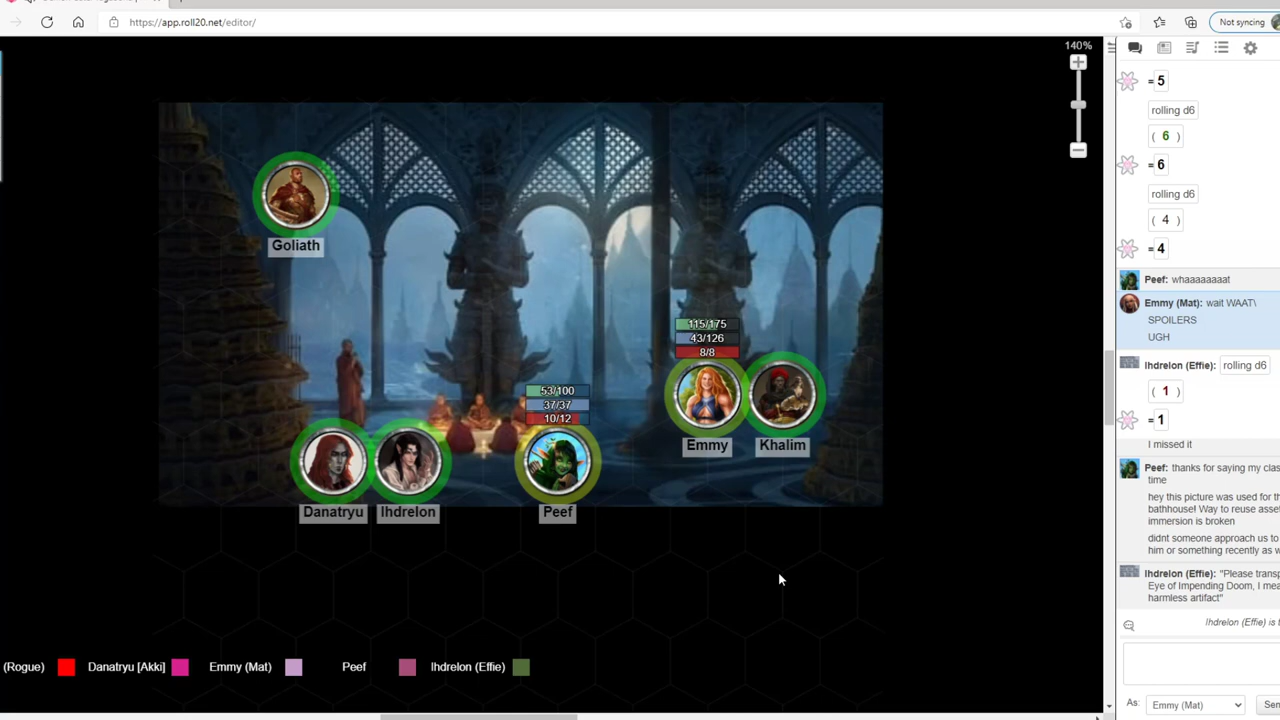 https://app.roll20.net/editor/
Not syncing
140%
Goliath
115/175
43/126
8/8
53/100
37/37
10/12
Emmy
Khalim
Danatryu
Ihdrelon
Peef
(Rogue)
Danatryu [Akki]
Emmy (Mat)
Peef
Ihdrelon (Effie)
= 5
rolling d6
( 6 )
= 6
rolling d6
( 4 )
= 4
Peef: whaaaaaaat
Emmy (Mat): wait WAAT\
SPOILERS
UGH
Ihdrelon (Effie): rolling d6
( 1 )
= 1
I missed it
Peef: thanks for saying my clas
time
hey this picture was used for th
bathhouse! Way to reuse asse
immersion is broken
didnt someone approach us to
him or something recently as w
Ihdrelon (Effie): "Please transp
Eye of Impending Doom, I mea
harmless artifact"
Ihdrelon (Effie) is t
As:
Emmy (Mat)
Sen